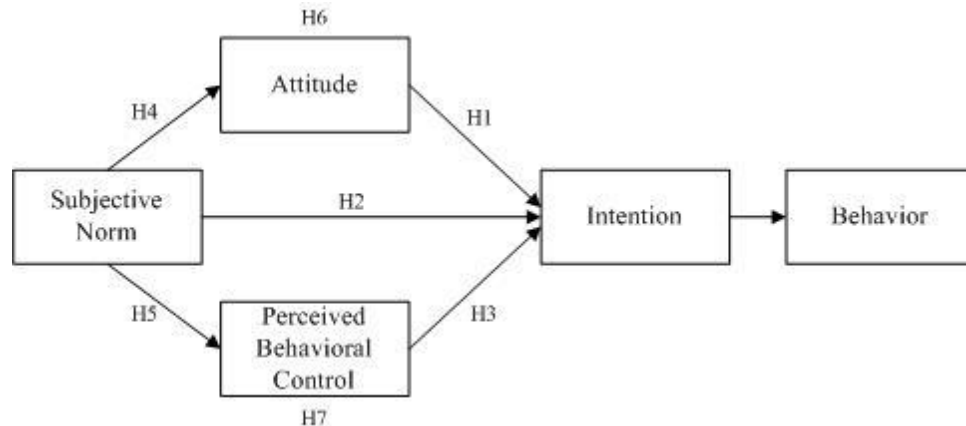 H6
Attitude
H4
H1
Subjective
Norm
H2
Intention
Behavior
H5
Perceived
Behavioral
Control
H3
H7